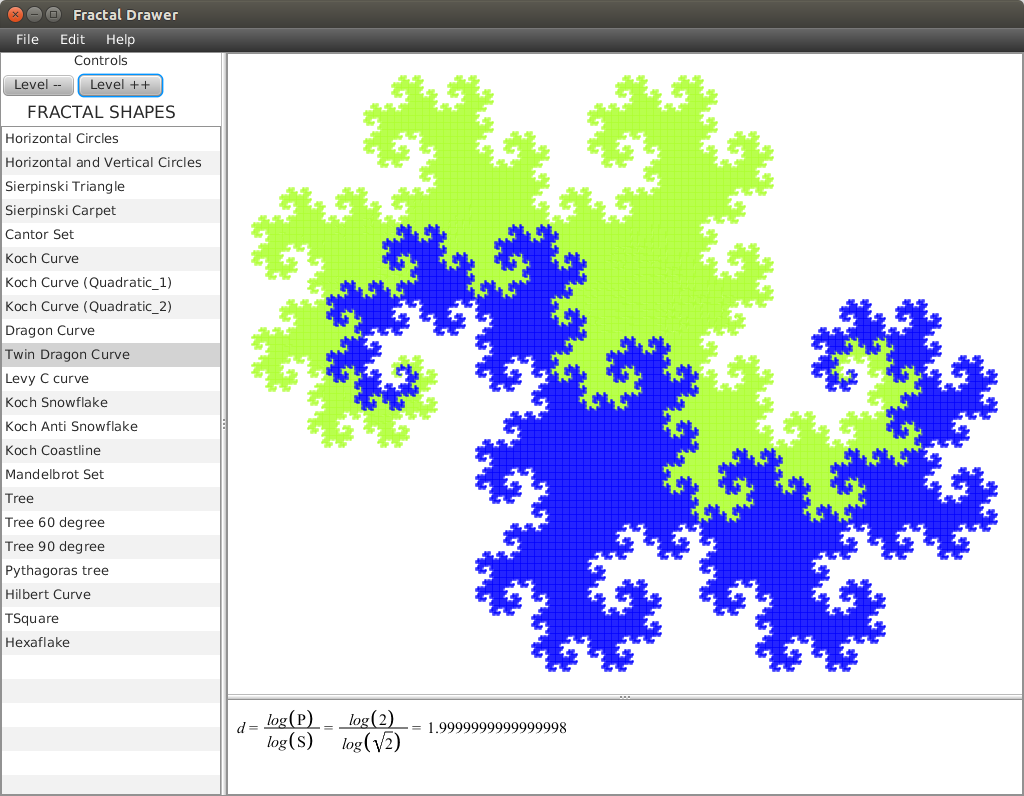 Fractal Drawer
File Edit Help
Controls
Level -- Level ++
FRACTAL SHAPES
Horizontal Circles
Horizontal and Vertical Circles
Sierpinski Triangle
Sierpinski Carpet
Cantor Set
Koch Curve
Koch Curve (Quadratic_1)
Koch Curve (Quadratic_2)
Dragon Curve
Twin Dragon Curve
Levy C curve
Koch Snowflake
Koch Anti Snowflake
Koch Coastline
Mandelbrot Set
Tree
Tree 60 degree
Tree 90 degree
Pythagoras tree
Hilbert Curve
TSquare
Hexaflake
d = log(P) / log(S) = log(2) / log(√2) = 1.9999999999999998